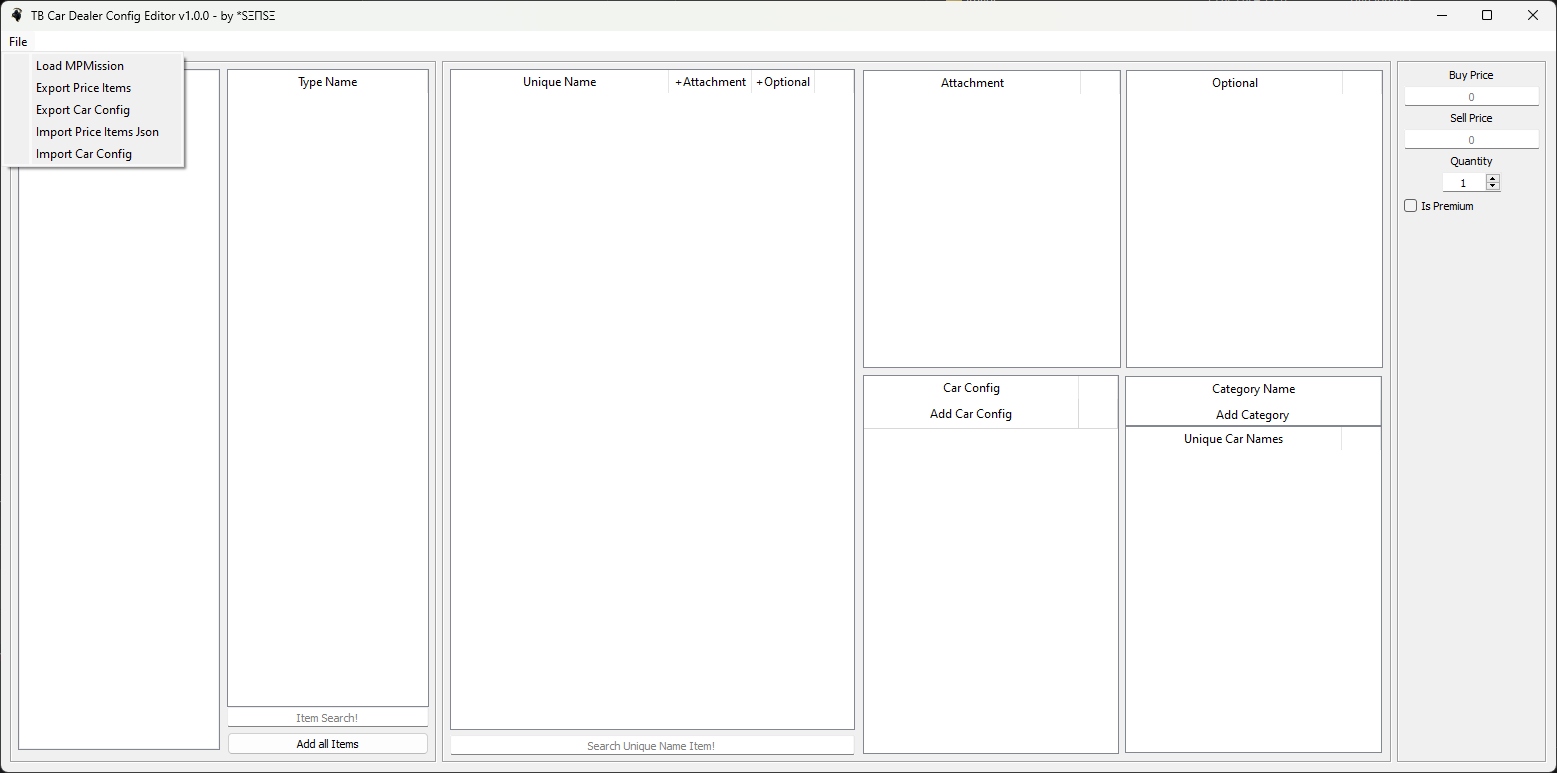 TB Car Dealer Config Editor v1.0.0 - by *SΞΠSΞ
File
Load MPMission
Export Price Items
Export Car Config
Import Price Items Json
Import Car Config
Type Name
Item Search!
Add all Items
Unique Name +Attachment +Optional
Search Unique Name Item!
Attachment
Optional
Car Config
Add Car Config
Category Name
Add Category
Unique Car Names
Buy Price
0
Sell Price
0
Quantity
1
Is Premium